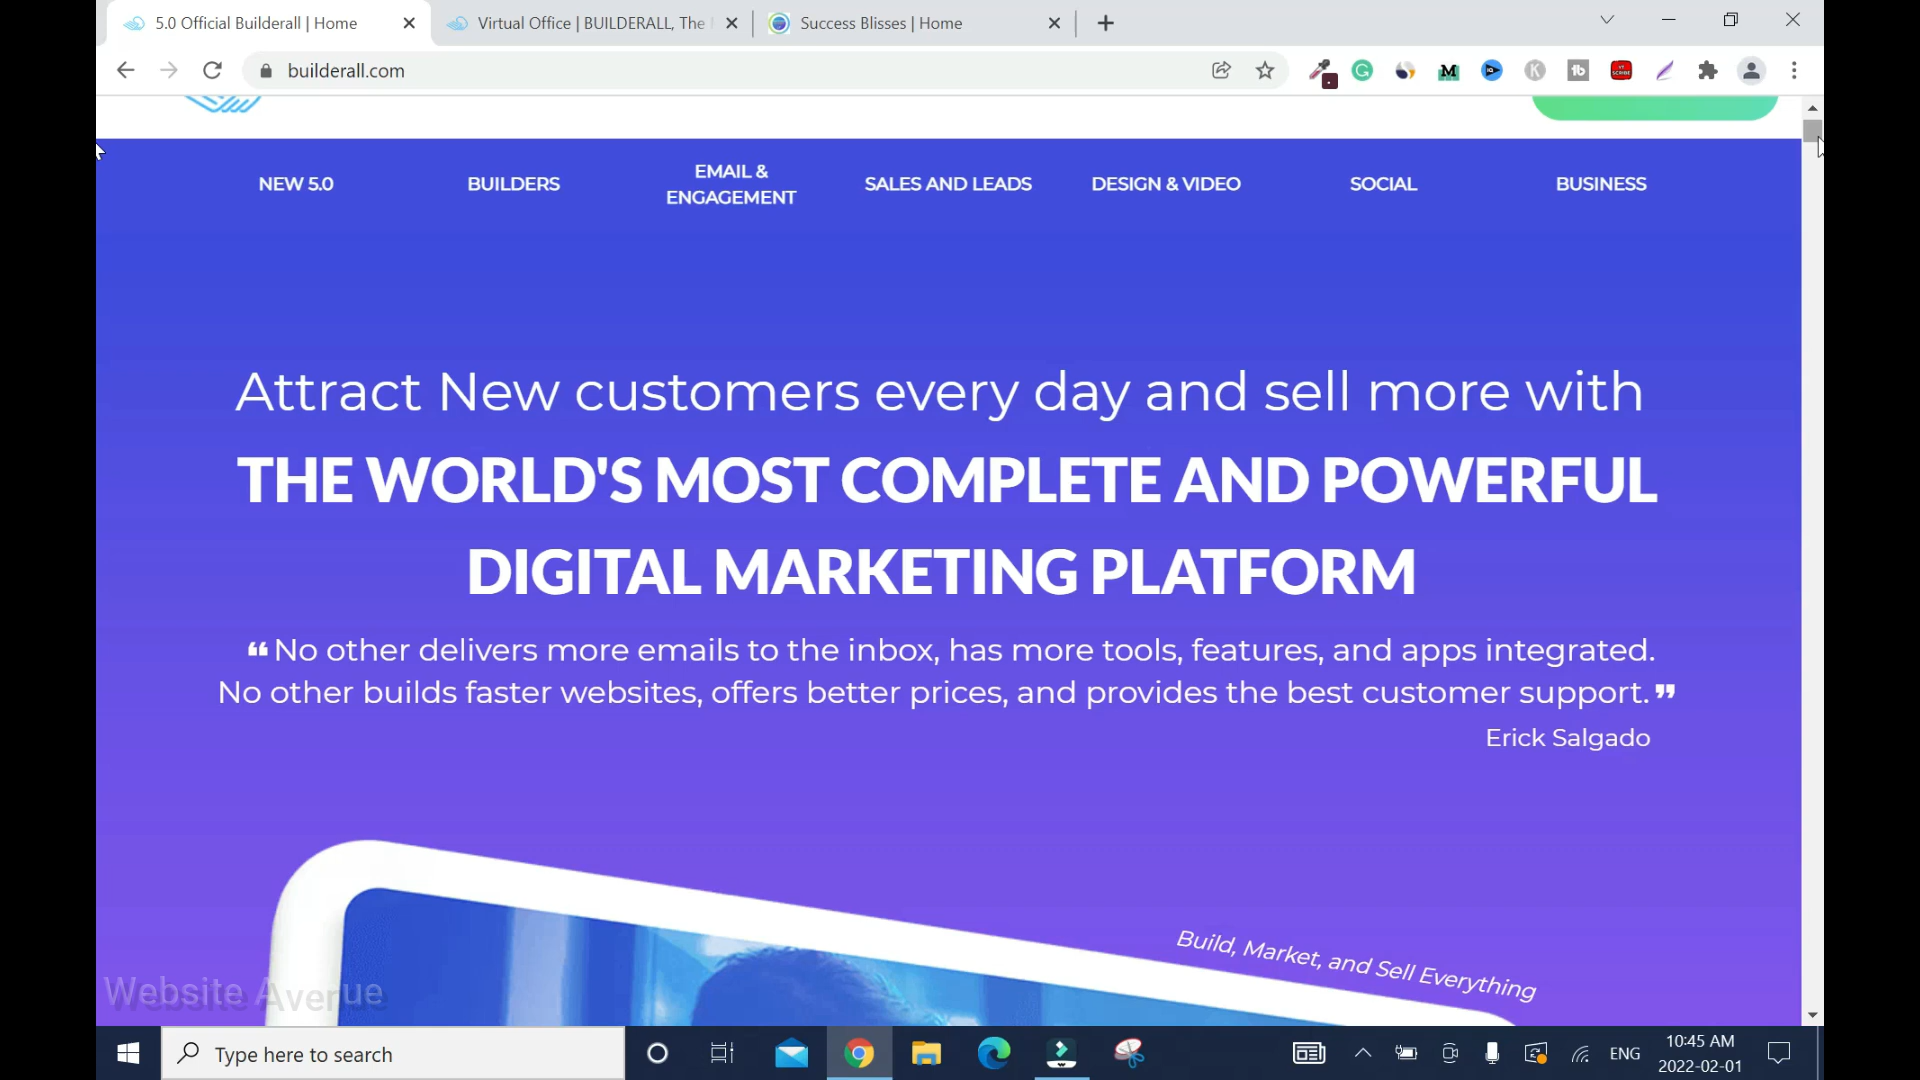 5.0 Official Builderall | Home
Virtual Office | BUILDERALL, The
Success Blisses | Home
builderall.com
NEW 5.0
BUILDERS
EMAIL &
ENGAGEMENT
SALES AND LEADS
DESIGN & VIDEO
SOCIAL
BUSINESS
Attract New customers every day and sell more with
THE WORLD'S MOST COMPLETE AND POWERFUL
DIGITAL MARKETING PLATFORM
❝ No other delivers more emails to the inbox, has more tools, features, and apps integrated.
No other builds faster websites, offers better prices, and provides the best customer support. ❞
Erick Salgado
Build, Market, and Sell Everything
Website Avenue
Type here to search
ENG
10:45 AM
2022-02-01